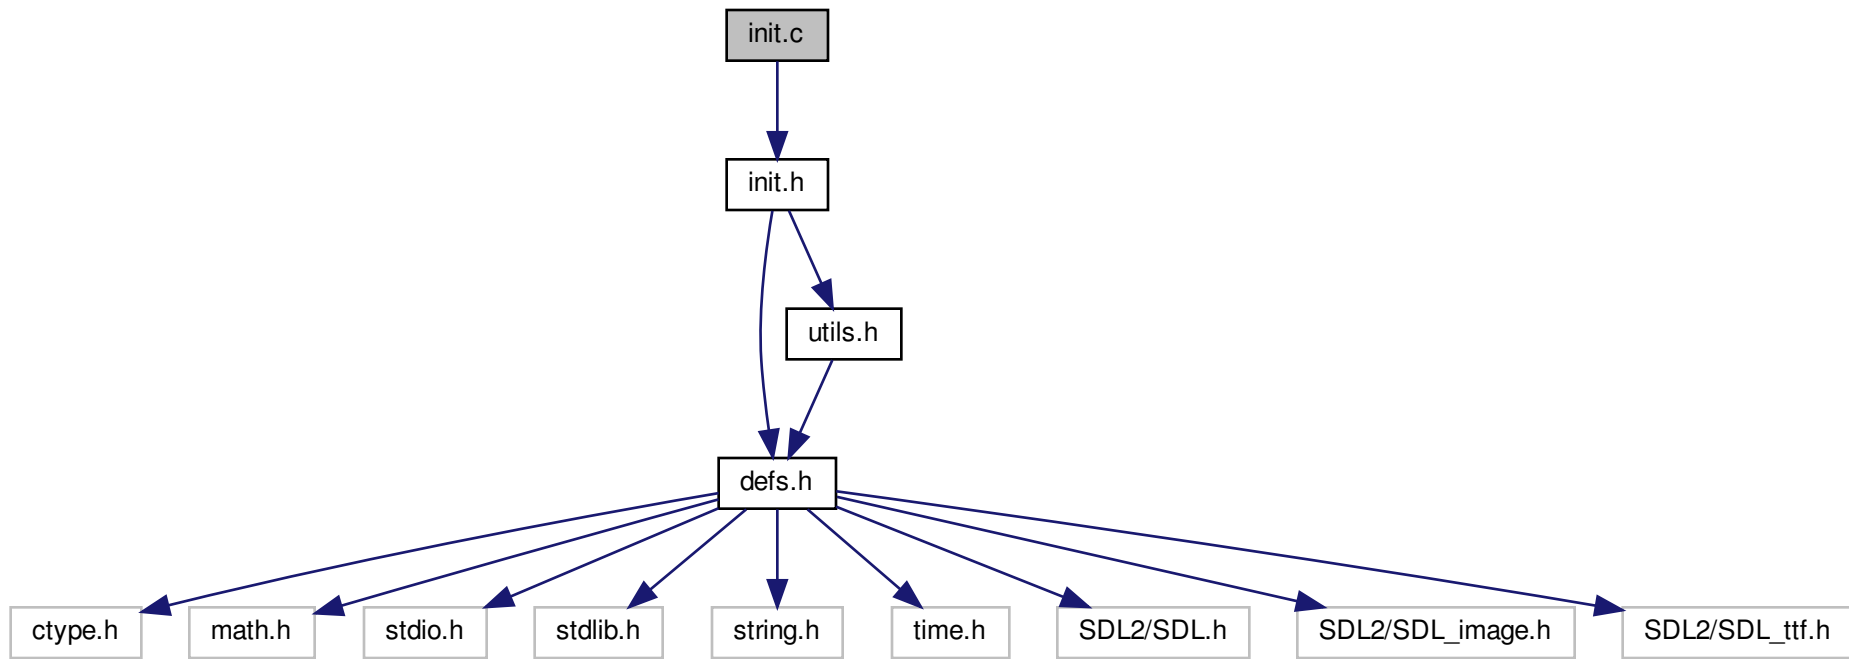 init.c
init.h
utils.h
defs.h
ctype.h
math.h
stdio.h
stdlib.h
string.h
time.h
SDL2/SDL.h
SDL2/SDL_image.h
SDL2/SDL_ttf.h